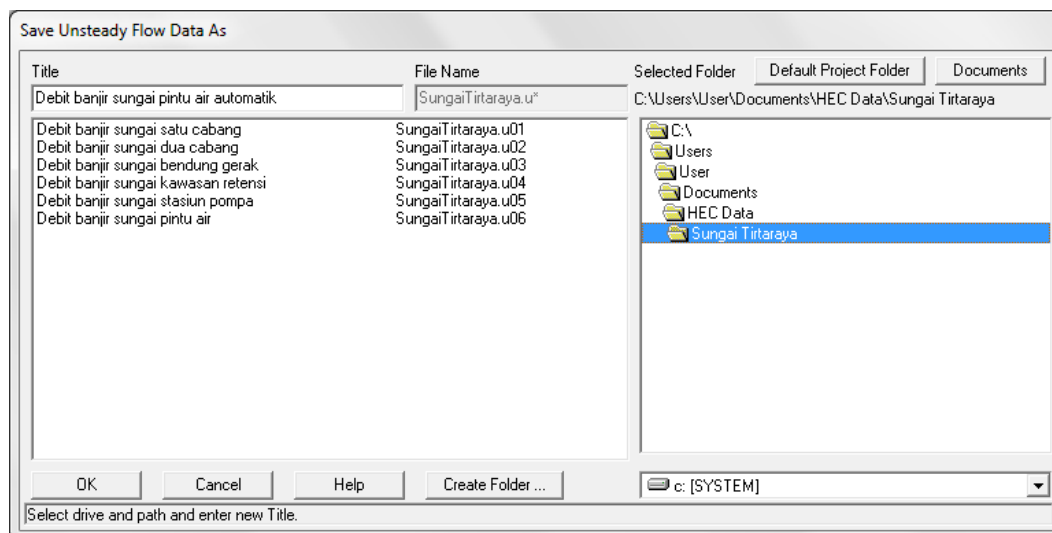 Save Unsteady Flow Data As
Title
File Name
Selected Folder
Default Project Folder
Documents
Debit banjir sungai pintu air automatik
SungaiTirtaraya.u*
C:\Users\User\Documents\HEC Data\Sungai Tirtaraya
Debit banjir sungai satu cabang SungaiTirtaraya.u01
Debit banjir sungai dua cabang SungaiTirtaraya.u02
Debit banjir sungai bendung gerak SungaiTirtaraya.u03
Debit banjir sungai kawasan retensi SungaiTirtaraya.u04
Debit banjir sungai stasiun pompa SungaiTirtaraya.u05
Debit banjir sungai pintu air SungaiTirtaraya.u06
C:\
Users
User
Documents
HEC Data
Sungai Tirtaraya
OK
Cancel
Help
Create Folder ...
c: [SYSTEM]
Select drive and path and enter new Title.